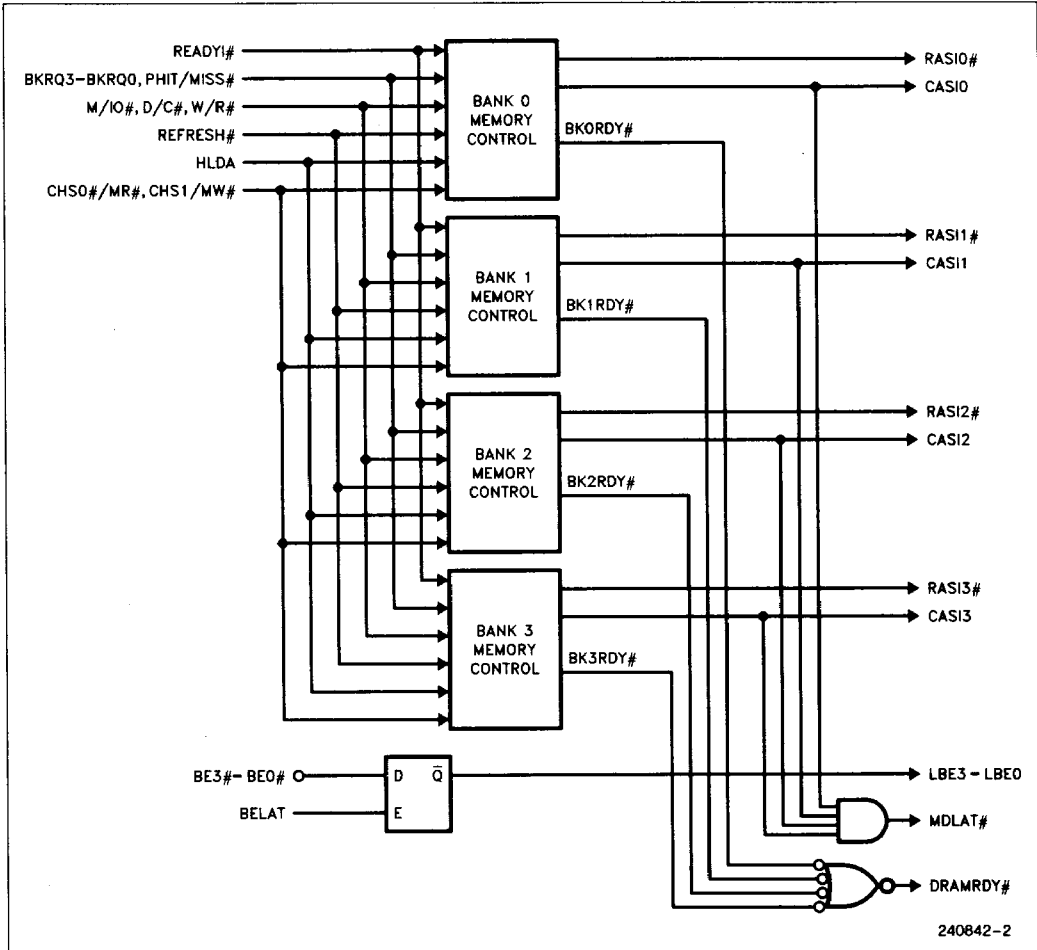 READYI#
BKRQ3-BKRQ0, PHIT/MISS#
M/IO#, D/C#, W/R#
REFRESH#
HLDA
CHS0#/MR#, CHS1/MW#
BANK 0
MEMORY
CONTROL
RASI0#
CASI0
BK0RDY#
BANK 1
MEMORY
CONTROL
RASI1#
CASI1
BK1RDY#
BANK 2
MEMORY
CONTROL
RASI2#
CASI2
BK2RDY#
BANK 3
MEMORY
CONTROL
RASI3#
CASI3
BK3RDY#
BE3#-BE0#
D Q̅
LBE3-LBE0
BELAT
E
MDLAT#
DRAMRDY#
240842-2